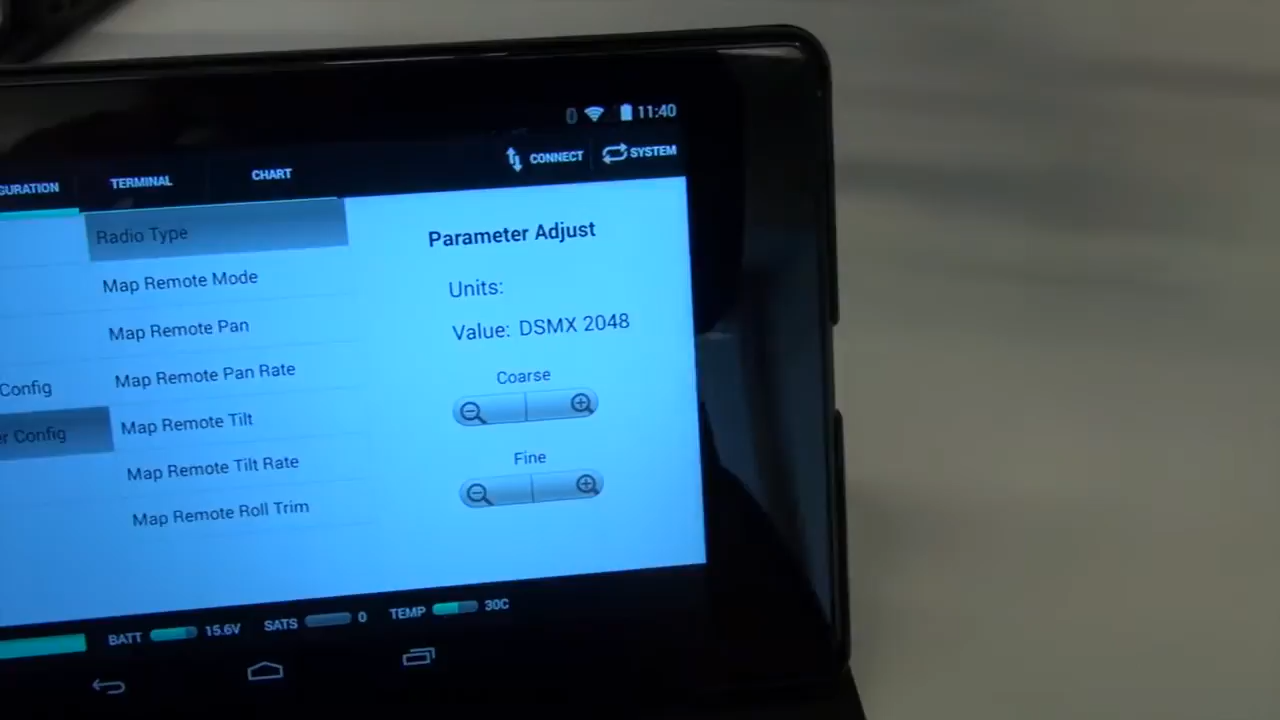 11:40
GURATION TERMINAL CHART CONNECT SYSTEM
Radio Type
Map Remote Mode
Map Remote Pan
Map Remote Pan Rate
Map Remote Tilt
Map Remote Tilt Rate
Map Remote Roll Trim
Config
er Config
Parameter Adjust
Units:
Value: DSMX 2048
Coarse
Fine
BATT 15.6V SATS 0 TEMP 30C